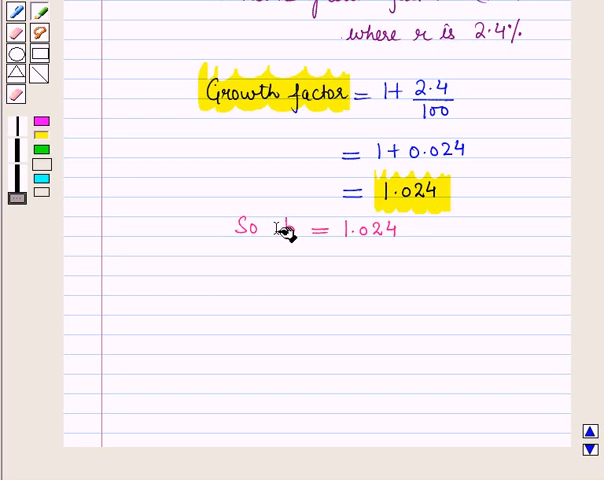 where r is 2.4%
Growth factor = 1 + 2.4/100
= 1 + 0.024
= 1.024
So b = 1.024